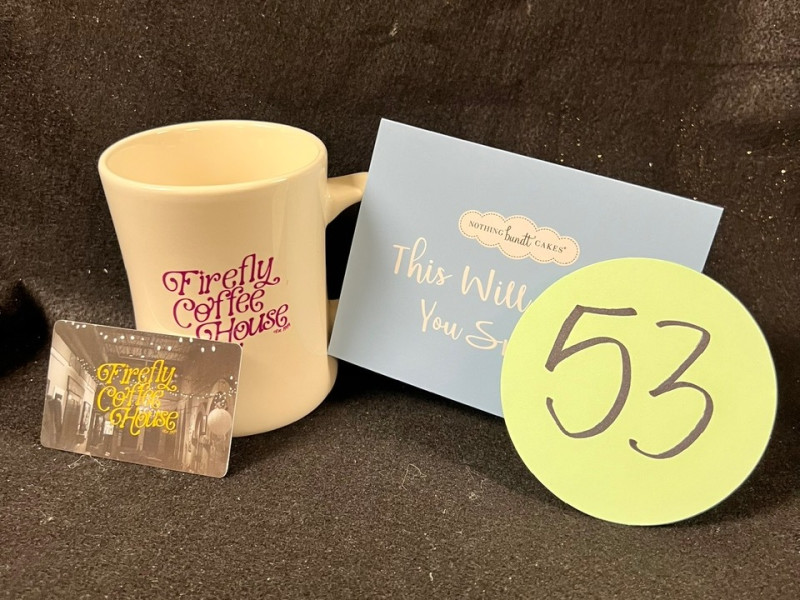 Firefly
Coffee
House
Firefly
Coffee
House
NOTHING bundt CAKES
This Will
You
53